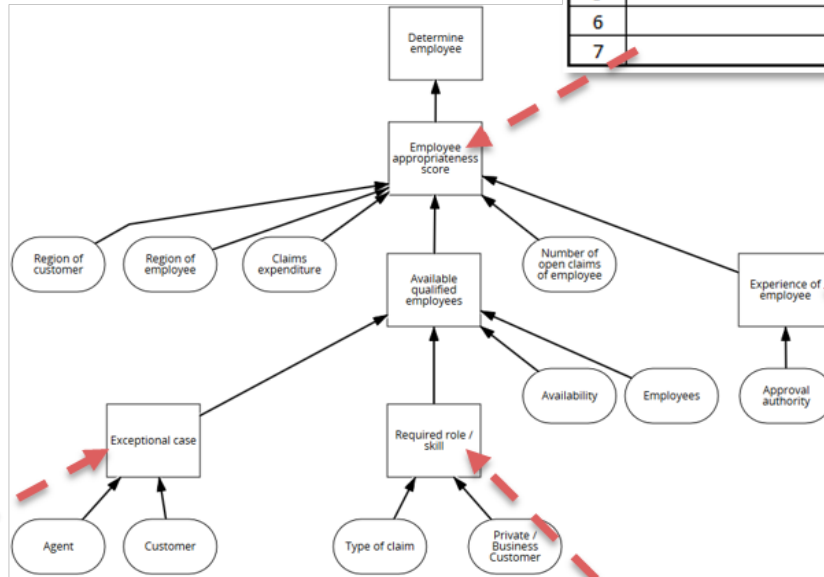 6
7
Determine
employee
Employee
appropriateness
score
Region of
customer
Region of
employee
Claims
expenditure
Available
qualified
employees
Number of
open claims
of employee
Experience of
employee
Availability
Employees
Approval
authority
Exceptional case
Required role /
skill
Agent
Customer
Type of claim
Private /
Business
Customer